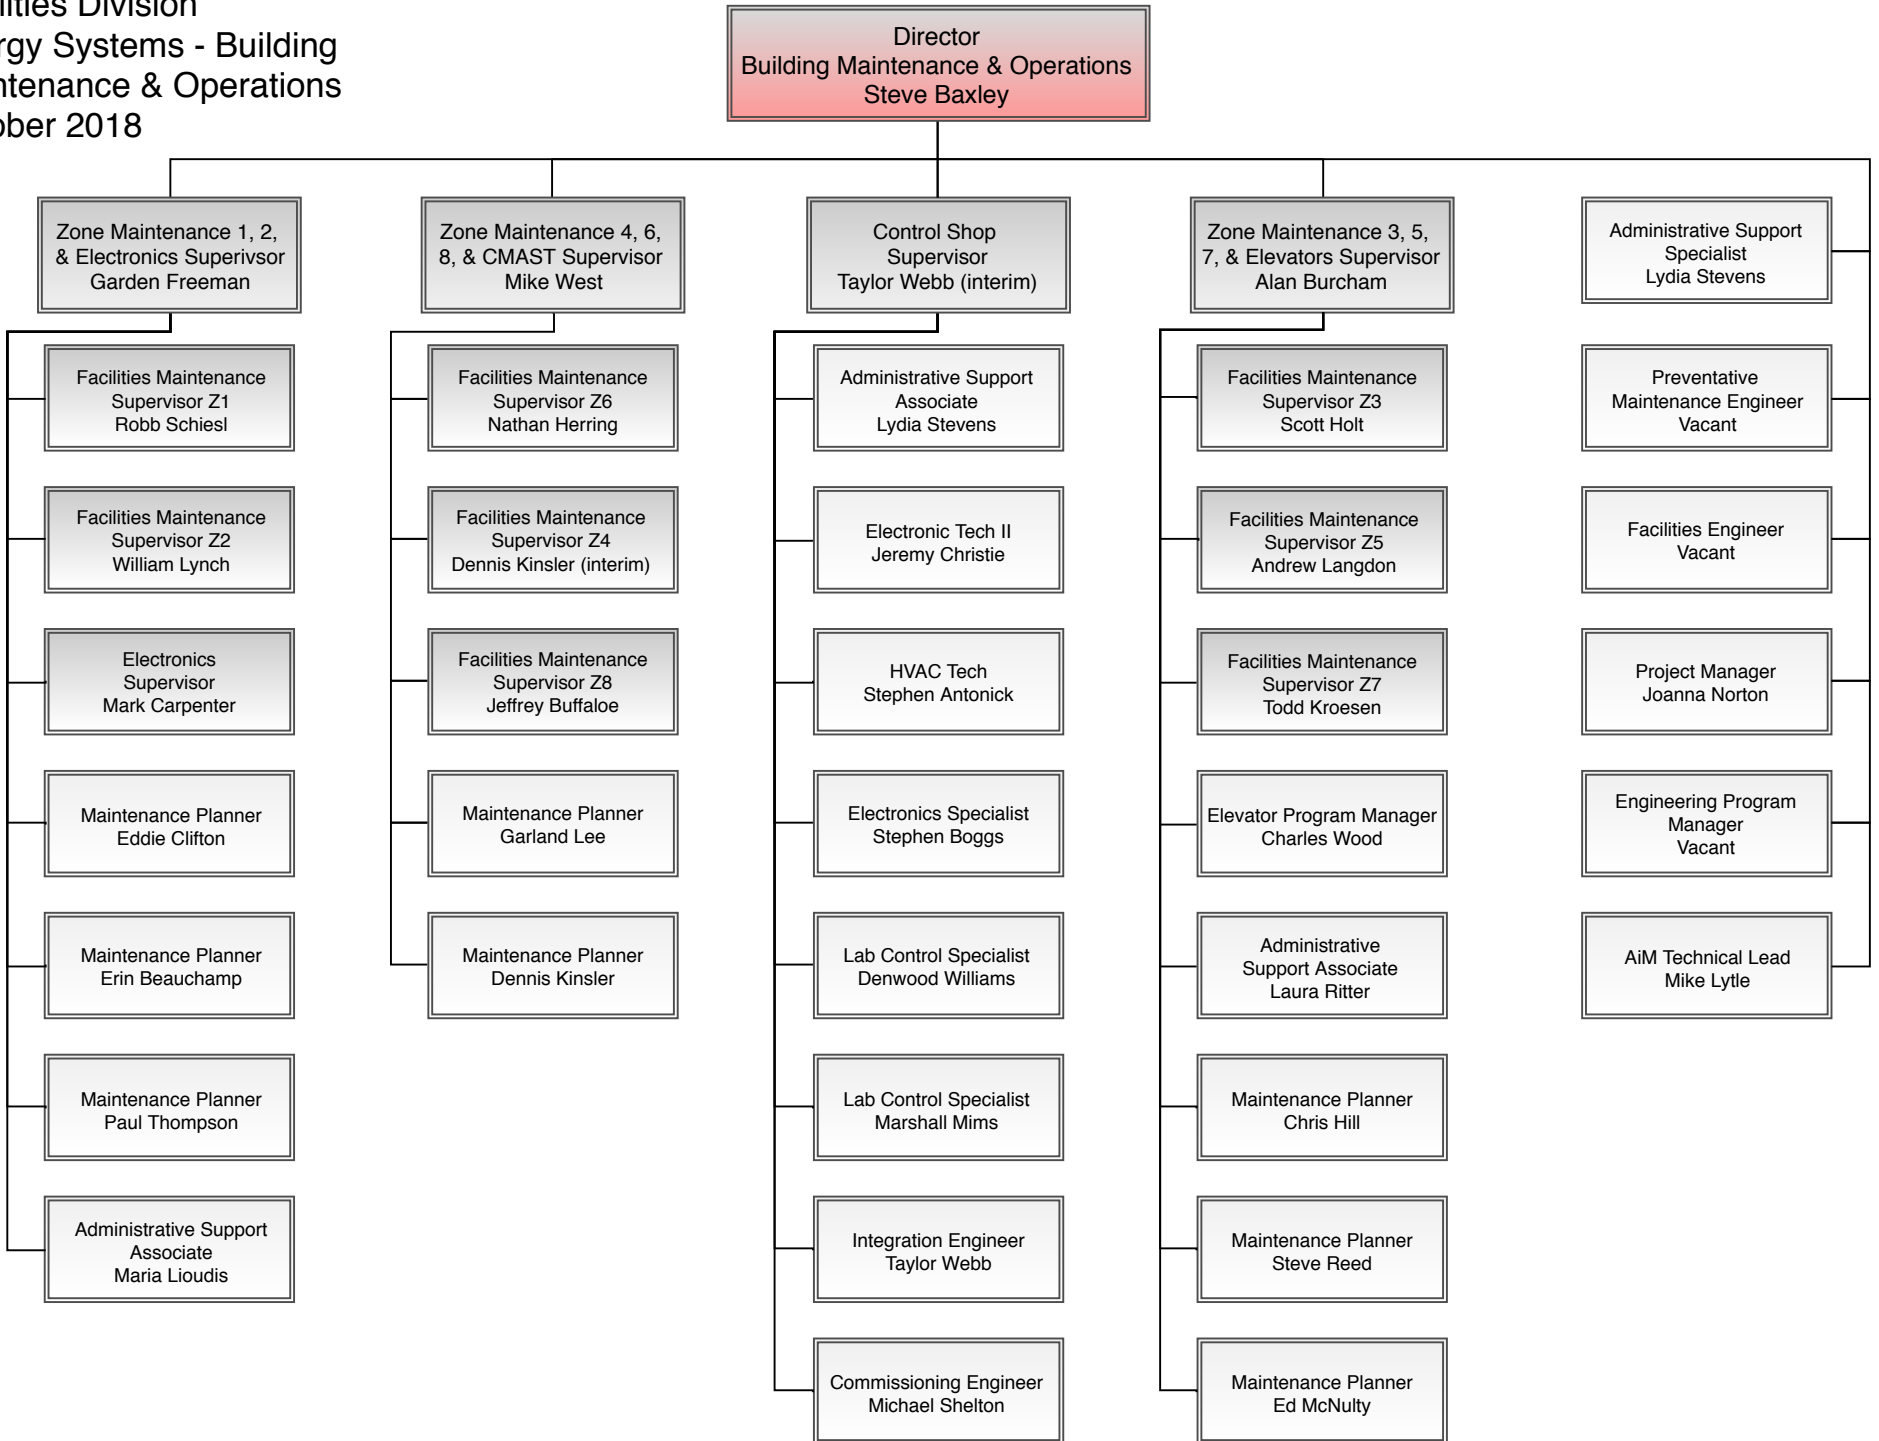 lities Division
rgy Systems - Building
ntenance & Operations
ober 2018
Director
Building Maintenance & Operations
Steve Baxley
Zone Maintenance 1, 2,
& Electronics Superivsor
Garden Freeman
Facilities Maintenance
Supervisor Z1
Robb Schiesl
Facilities Maintenance
Supervisor Z2
William Lynch
Electronics
Supervisor
Mark Carpenter
Maintenance Planner
Eddie Clifton
Maintenance Planner
Erin Beauchamp
Maintenance Planner
Paul Thompson
Administrative Support
Associate
Maria Lioudis
Zone Maintenance 4, 6,
8, & CMAST Supervisor
Mike West
Facilities Maintenance
Supervisor Z6
Nathan Herring
Facilities Maintenance
Supervisor Z4
Dennis Kinsler (interim)
Facilities Maintenance
Supervisor Z8
Jeffrey Buffaloe
Maintenance Planner
Garland Lee
Maintenance Planner
Dennis Kinsler
Control Shop
Supervisor
Taylor Webb (interim)
Administrative Support
Associate
Lydia Stevens
Electronic Tech II
Jeremy Christie
HVAC Tech
Stephen Antonick
Electronics Specialist
Stephen Boggs
Lab Control Specialist
Denwood Williams
Lab Control Specialist
Marshall Mims
Integration Engineer
Taylor Webb
Commissioning Engineer
Michael Shelton
Zone Maintenance 3, 5,
7, & Elevators Supervisor
Alan Burcham
Facilities Maintenance
Supervisor Z3
Scott Holt
Facilities Maintenance
Supervisor Z5
Andrew Langdon
Facilities Maintenance
Supervisor Z7
Todd Kroesen
Elevator Program Manager
Charles Wood
Administrative
Support Associate
Laura Ritter
Maintenance Planner
Chris Hill
Maintenance Planner
Steve Reed
Maintenance Planner
Ed McNulty
Administrative Support
Specialist
Lydia Stevens
Preventative
Maintenance Engineer
Vacant
Facilities Engineer
Vacant
Project Manager
Joanna Norton
Engineering Program
Manager
Vacant
AiM Technical Lead
Mike Lytle